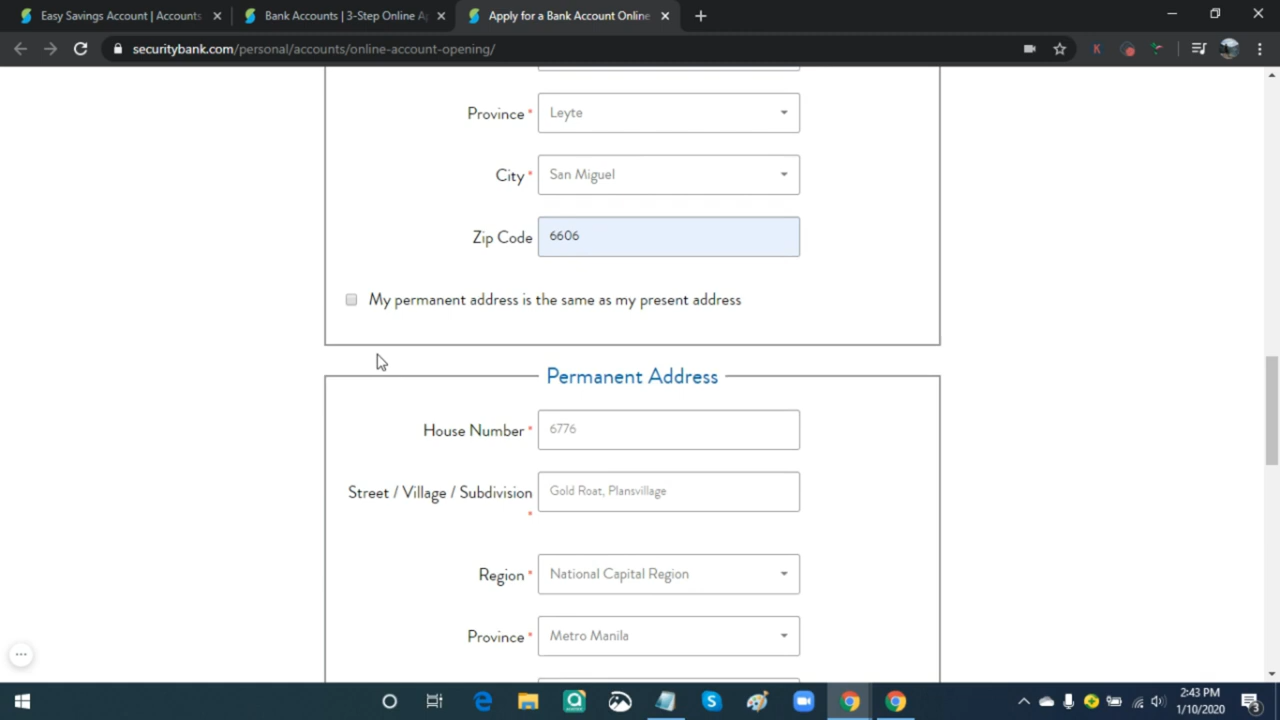 Easy Savings Account | Accounts
Bank Accounts | 3-Step Online Ap
Apply for a Bank Account Online
securitybank.com/personal/accounts/online-account-opening/
Province * Leyte
City * San Miguel
Zip Code 6606
My permanent address is the same as my present address
Permanent Address
House Number * 6776
Street / Village / Subdivision * Gold Roat, Plansvillage
Region * National Capital Region
Province * Metro Manila
2:43 PM
1/10/2020
3